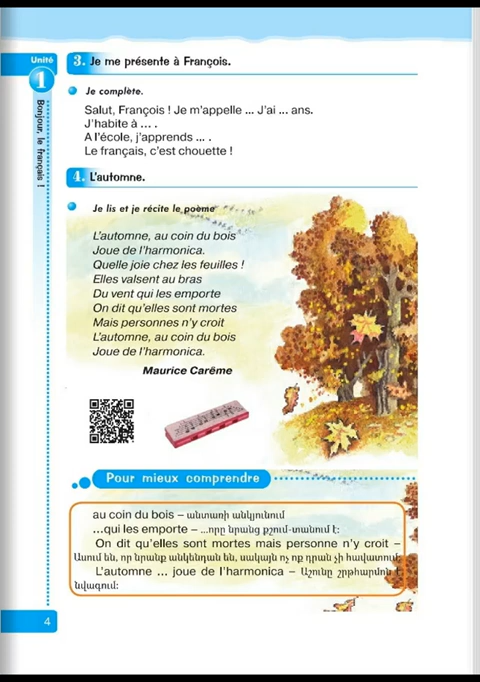 Unité
1
Bonjour, le français !
3. Je me présente à François.
Je complète.
Salut, François ! Je m'appelle ... J'ai ... ans.
J'habite à ... .
A l'école, j'apprends ... .
Le français, c'est chouette !
4. L'automne.
Je lis et je récite le poème
L'automne, au coin du bois
Joue de l'harmonica.
Quelle joie chez les feuilles !
Elles valsent au bras
Du vent qui les emporte
On dit qu'elles sont mortes
Mais personnes n'y croit
L'automne, au coin du bois
Joue de l'harmonica.
Maurice Carëme
Pour mieux comprendre
au coin du bois – անտառի անկյունում
...qui les emporte – ...որը նրանց քշում-տանում է:
On dit qu'elles sont mortes mais personne n'y croit –
Ասում են, որ նրանք անկենդան են, սակայն ոչ ոք դրան չի հավատում:
L'automne ... joue de l'harmonica – Աշունը շրթհարմոն է
նվագում:
4